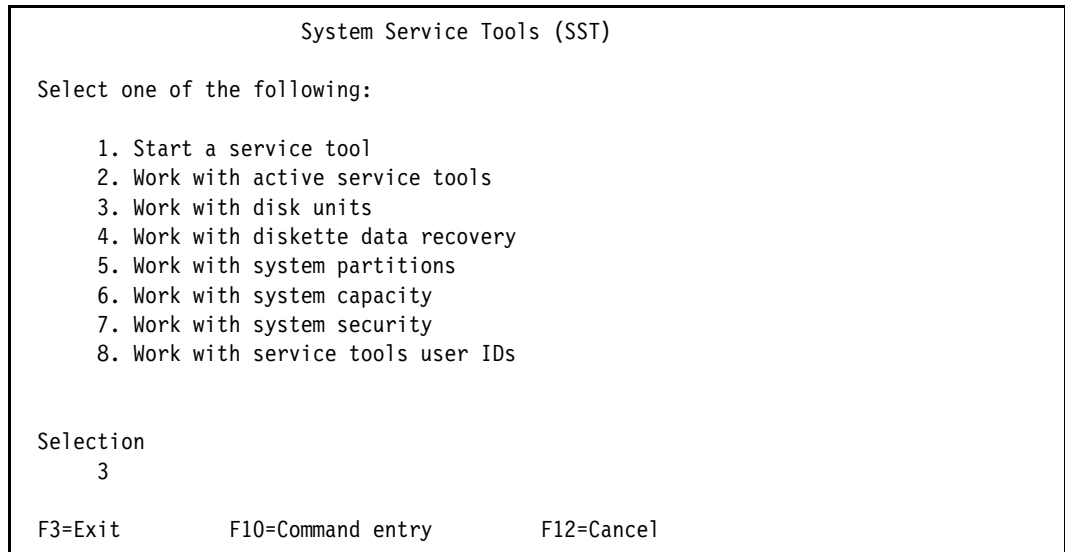 System Service Tools (SST)
Select one of the following:
1. Start a service tool
2. Work with active service tools
3. Work with disk units
4. Work with diskette data recovery
5. Work with system partitions
6. Work with system capacity
7. Work with system security
8. Work with service tools user IDs
Selection
3
F3=Exit F10=Command entry F12=Cancel